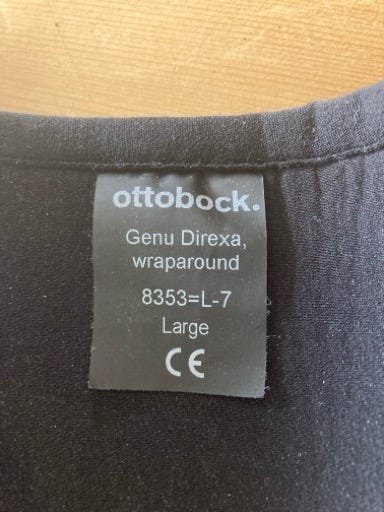 ottobock.
Genu Direxa,
wraparound
8353=L-7
Large
CE